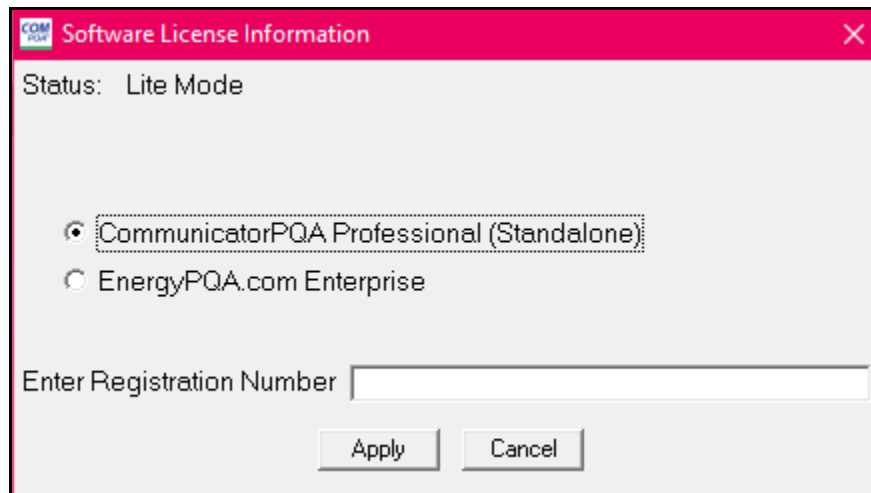 COM PQA Software License Information
Status: Lite Mode
CommunicatorPQA Professional (Standalone)
EnergyPQA.com Enterprise
Enter Registration Number
Apply Cancel